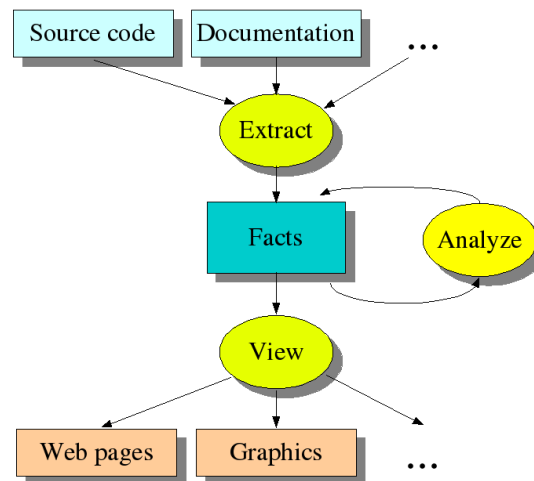 Source code
Documentation
...
Extract
Facts
Analyze
View
Web pages
Graphics
...